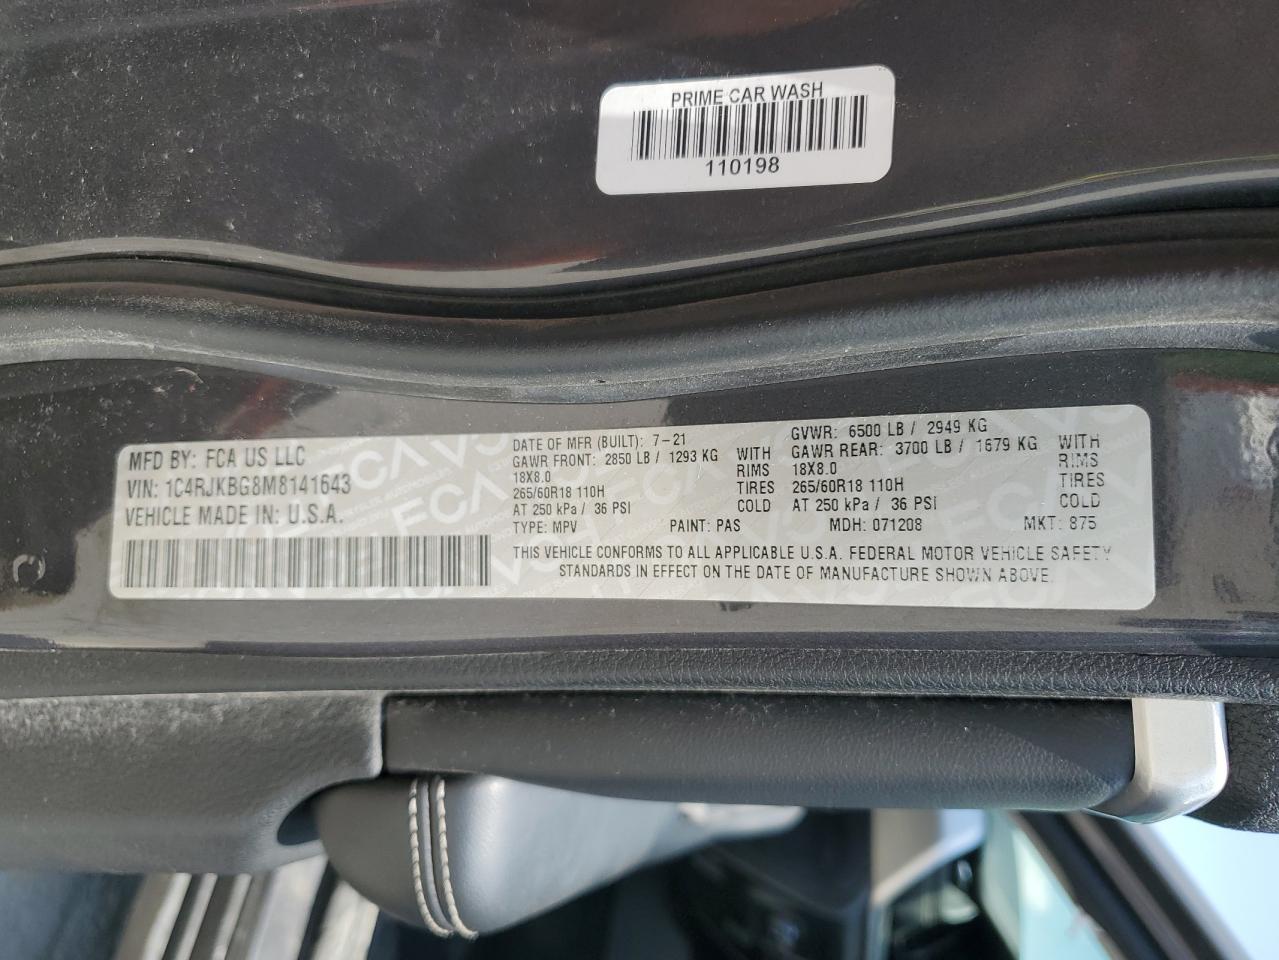 PRIME CAR WASH
110198
MFD BY: FCA US LLC
VIN: 1C4RJKBG8M8141643
VEHICLE MADE IN: U.S.A.
DATE OF MFR (BUILT): 7-21
GAWR FRONT: 2850 LB / 1293 KG WITH
18X8.0 RIMS
265/60R18 110H TIRES
AT 250 kPa / 36 PSI COLD
TYPE: MPV PAINT: PAS
GVWR: 6500 LB / 2949 KG
GAWR REAR: 3700 LB / 1679 KG WITH
18X8.0 RIMS
265/60R18 110H TIRES
AT 250 kPa / 36 PSI COLD
MDH: 071208 MKT: 875
THIS VEHICLE CONFORMS TO ALL APPLICABLE U.S.A. FEDERAL MOTOR VEHICLE SAFETY
STANDARDS IN EFFECT ON THE DATE OF MANUFACTURE SHOWN ABOVE.